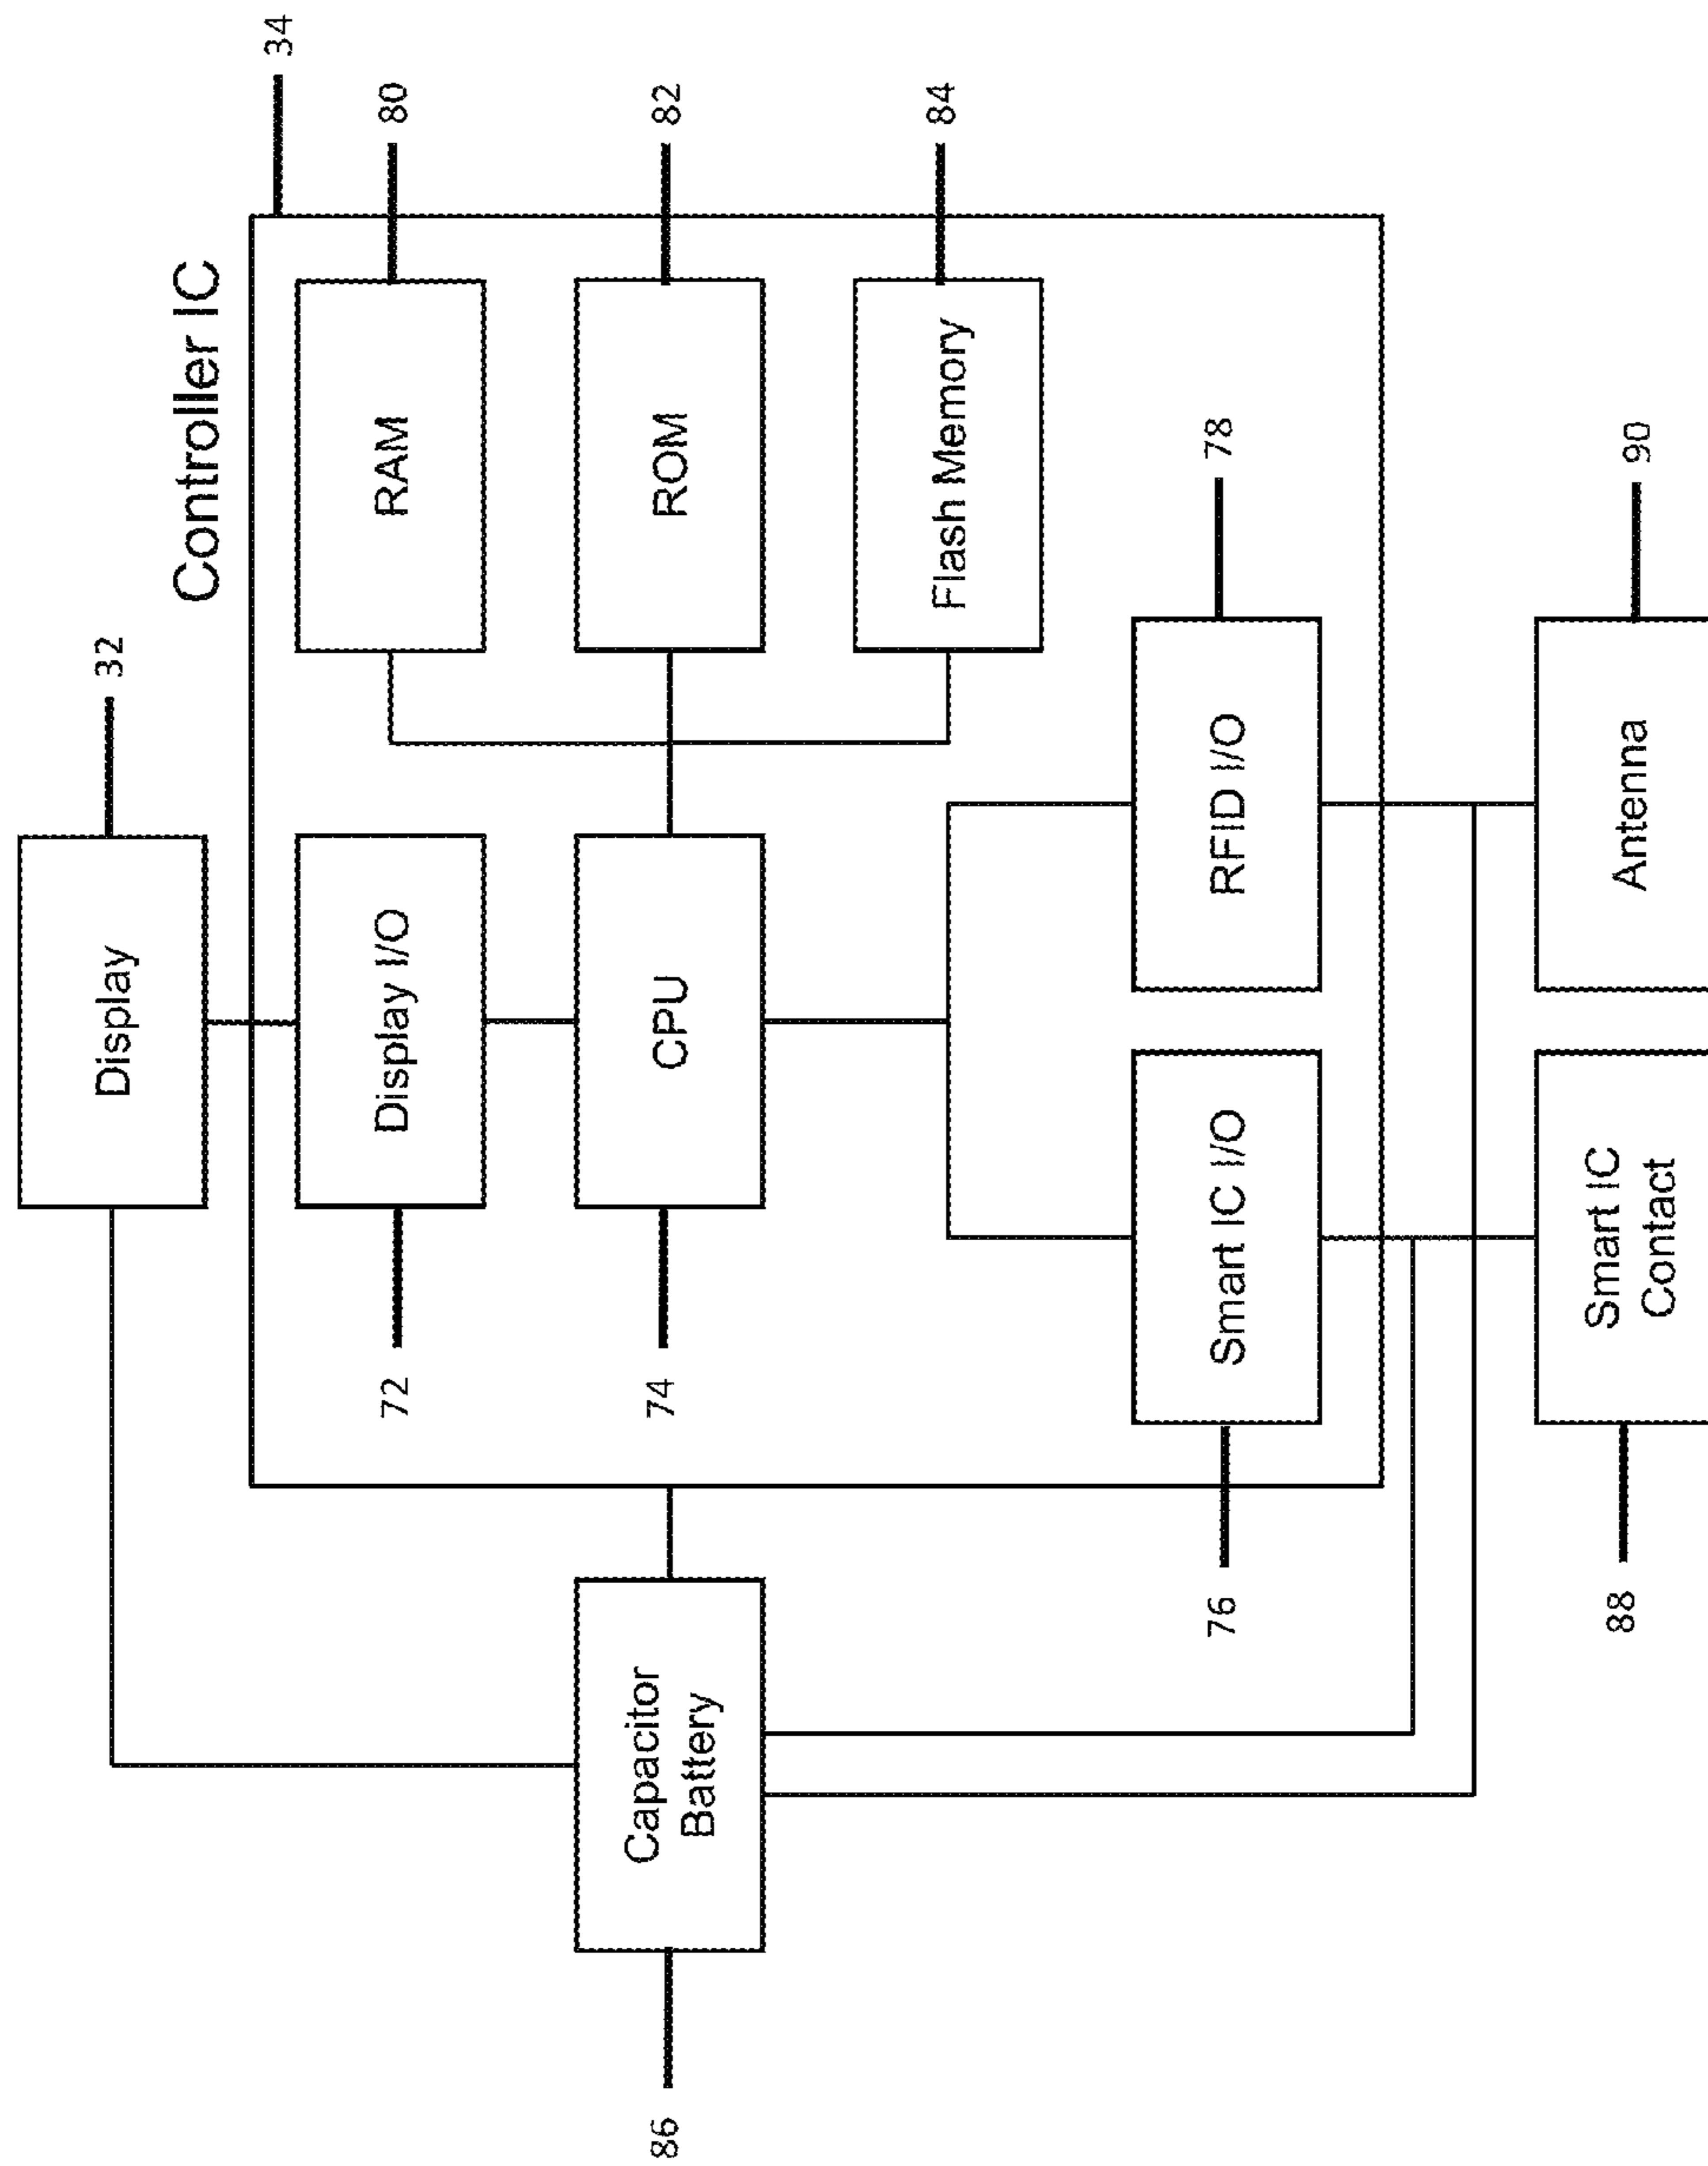 32
Display
Controller IC
34
Display I/O
72
RAM
80
CPU
74
ROM
82
Flash Memory
84
Capacitor
Battery
86
Smart IC I/O
76
RFID I/O
78
Smart IC
Contact
88
Antenna
90